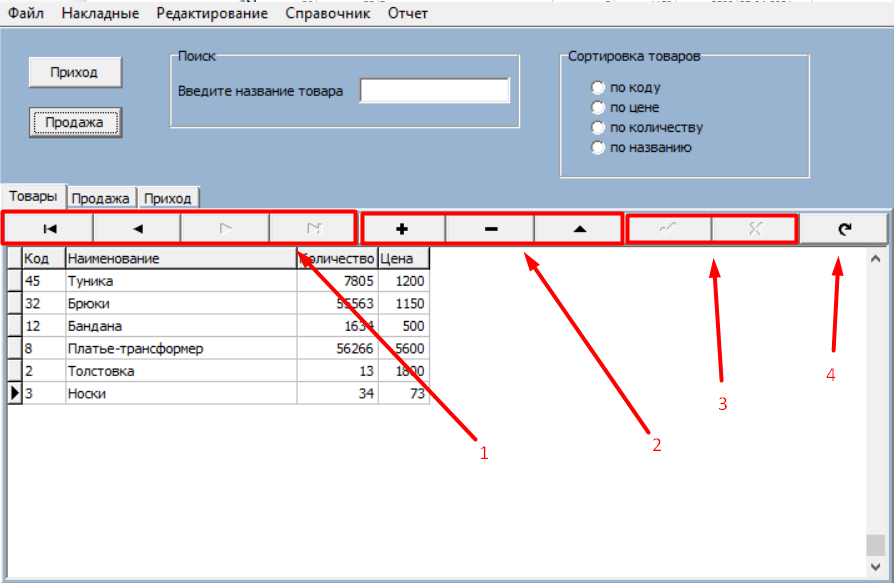 Файл Накладные Редактирование Справочник Отчет
Приход
Продажа
Поиск
Введите название товара
Сортировка товаров
по коду
по цене
по количеству
по названию
Товары Продажа Приход
Код Наименование Количество Цена
45 Туника 7805 1200
32 Брюки 55563 1150
12 Бандана 1634 500
8 Платье-трансформер 56266 5600
2 Толстовка 13 1800
3 Носки 34 73
1
2
3
4